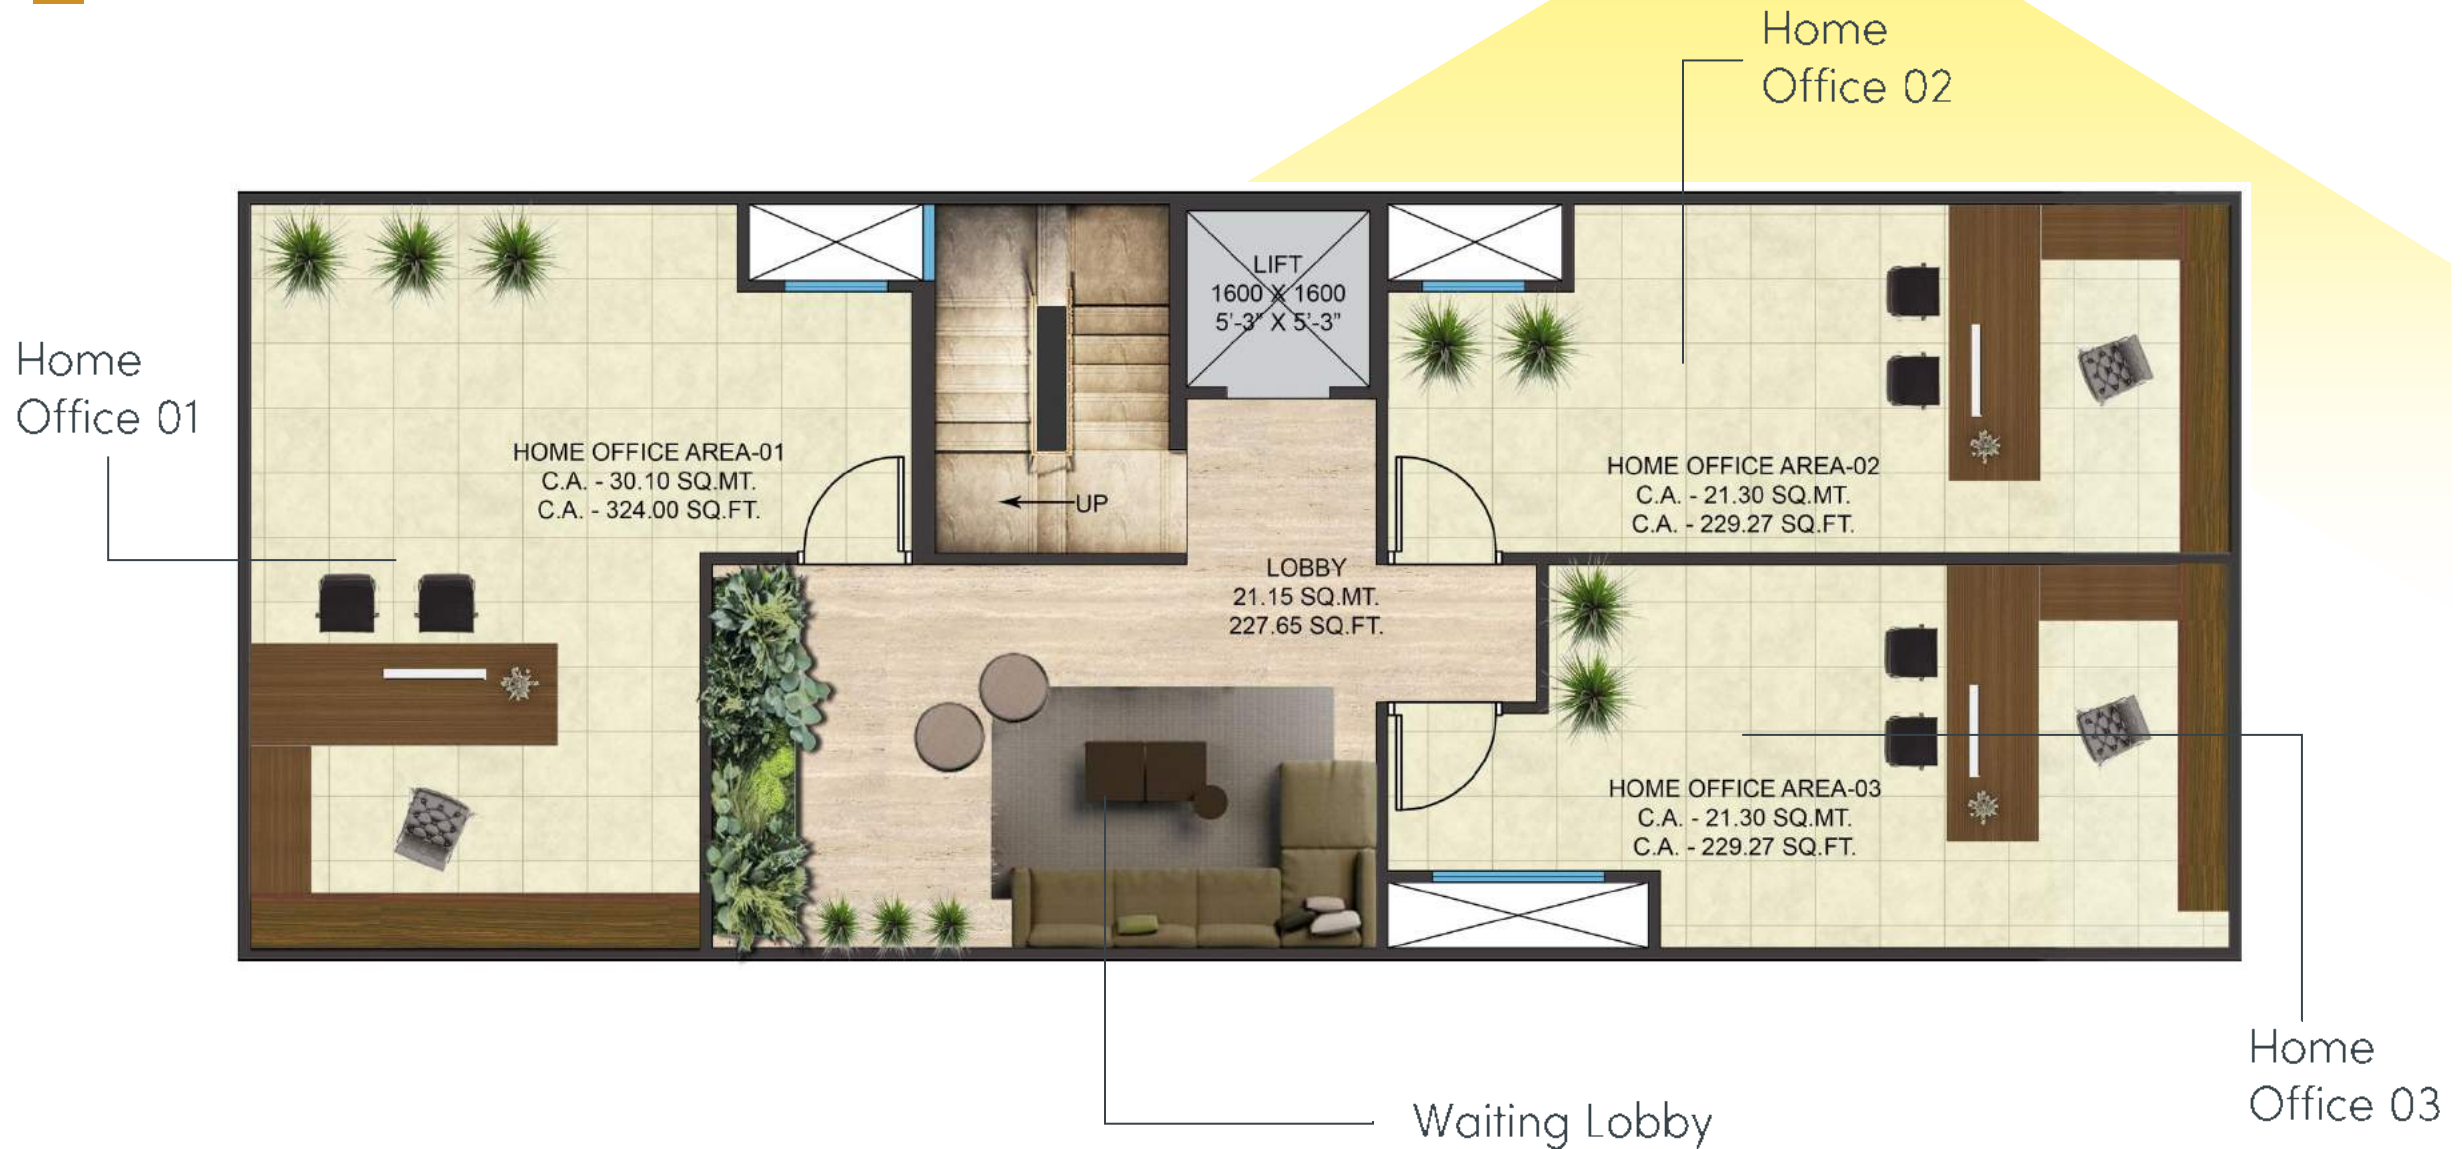 Home
Office 02
Home
Office 01
LIFT
1600 X 1600
5'-3" X 5'-3"
HOME OFFICE AREA-01
C.A. - 30.10 SQ.MT.
C.A. - 324.00 SQ.FT.
UP
HOME OFFICE AREA-02
C.A. - 21.30 SQ.MT.
C.A. - 229.27 SQ.FT.
LOBBY
21.15 SQ.MT.
227.65 SQ.FT.
HOME OFFICE AREA-03
C.A. - 21.30 SQ.MT.
C.A. - 229.27 SQ.FT.
Home
Office 03
Waiting Lobby